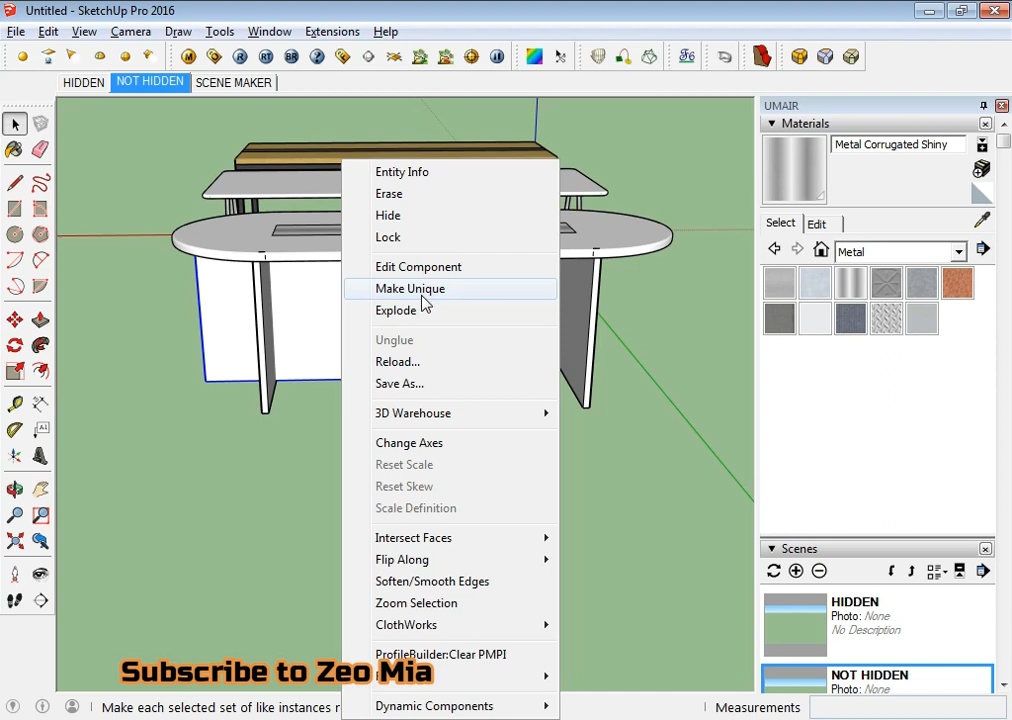 Untitled - SketchUp Pro 2016
File Edit View Camera Draw Tools Window Extensions Help
HIDDEN NOT HIDDEN SCENE MAKER
UMAIR
Materials
Metal Corrugated Shiny
Select Edit
Metal
Entity Info
Erase
Hide
Lock
Edit Component
Make Unique
Explode
Unglue
Reload...
Save As...
3D Warehouse
Change Axes
Reset Scale
Reset Skew
Scale Definition
Intersect Faces
Flip Along
Soften/Smooth Edges
Zoom Selection
ClothWorks
ProfileBuilder:Clear PMPI
Dynamic Components
Scenes
HIDDEN
Photo: None
No Description
NOT HIDDEN
Photo: None
Subscribe to Zeo Mia
Make each selected set of like instances r
Measurements